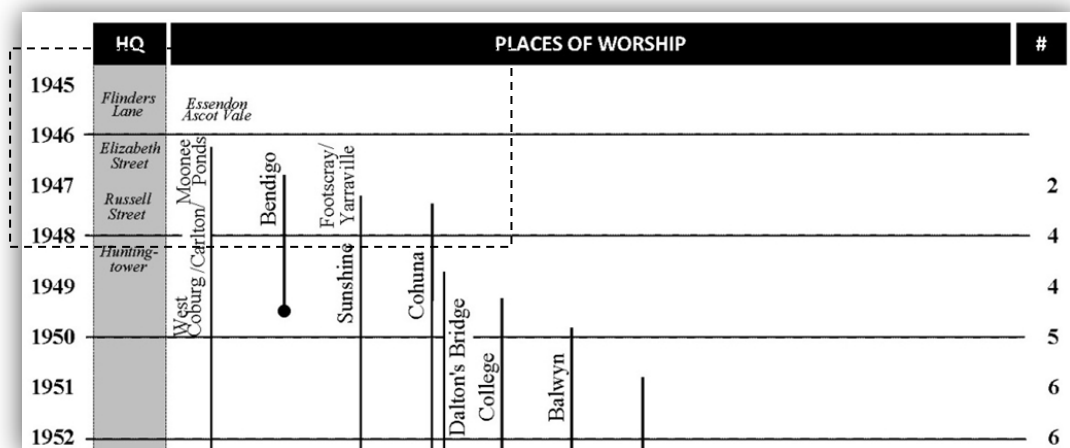 HQ PLACES OF WORSHIP #
1945
Flinders
Lane
Essendon
Ascot Vale
1946
Elizabeth
Street
1947 2
Russell
Street
1948 4
Hunting-
tower
1949 4
1950 5
1951 6
1952 6
West
Coburg /Carlton/ Moonee
Ponds
Bendigo
Footscray/
Yarraville
Sunshine
Cohuna
Dalton's Bridge
College
Balwyn